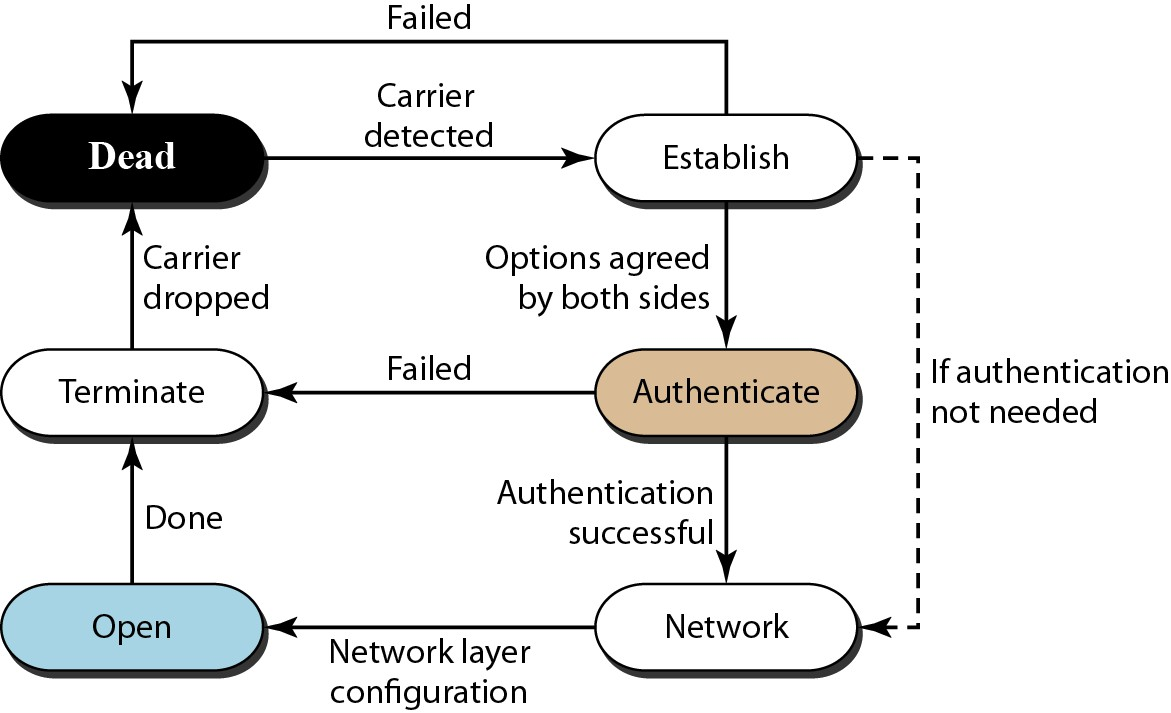 Failed
Carrier
detected
Dead
Establish
Carrier
dropped
Options agreed
by both sides
If authentication
not needed
Terminate
Failed
Authenticate
Done
Authentication
successful
Open
Network layer
configuration
Network